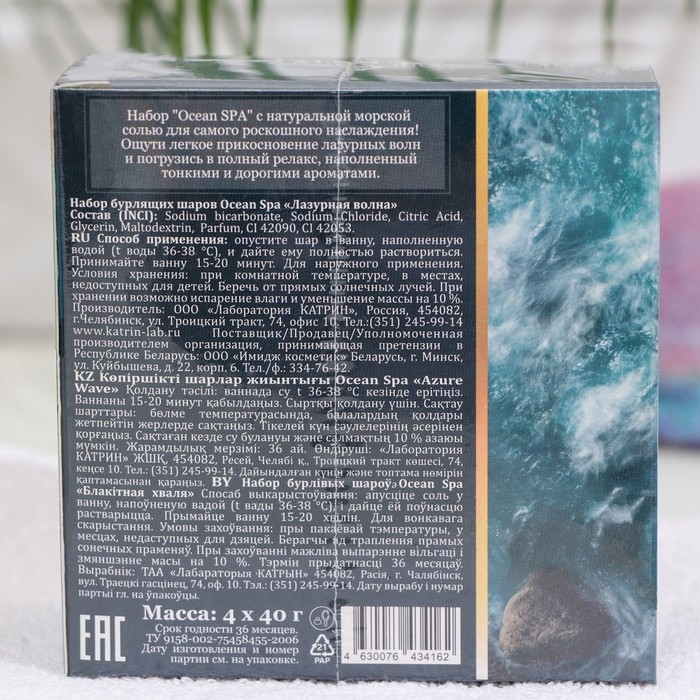 Набор "Ocean SPA" с натуральной морской
солью для самого роскошного наслаждения!
Ощути легкое прикосновение лазурных волн
и погрузись в полный релакс, наполненный
тонкими и дорогими ароматами.
Набор бурлящих шаров Ocean Spa «Лазурная волна»
Состав (INCI): Sodium bicarbonate, Sodium Chloride, Citric Acid,
Glycerin, Maltodextrin, Parfum, CI 42090, CI 42053.
RU Способ применения: опустите шар в ванну, наполненную
водой (t воды 36-38 °C), и дайте ему полностью раствориться.
Принимайте ванну 15-20 минут. Для наружного применения.
Условия хранения: при комнатной температуре, в местах,
недоступных для детей. Беречь от прямых солнечных лучей. При
хранении возможно испарение влаги и уменьшение массы на 10 %.
Производитель: ООО «Лаборатория КАТРИН», Россия, 454082,
г.Челябинск, ул. Троицкий тракт, 74, офис 10. Тел.:(351) 245-99-14
www.katrin-lab.ru Поставщик/Продавец/Уполномоченная
производителем организация, принимающая претензии в
Республике Беларусь: ООО «Имидж косметик» Беларусь, г. Минск,
ул. Куйбышева, д. 22, корп. 6. Тел./ф.: 334-76-42.
KZ Көпіршікті шарлар жиынтығы Ocean Spa «Azure
Wave» Қолдану тәсілі: ваннада су t 36-38 °C кезінде ерітіңіз.
Ваннаны 15-20 минут қабылдаңыз. Сыртқы қолдану үшін. Сақтау
шарттары: бөлме температурасында, балалардың қолдары
жетпейтін жерлерде сақтаңыз. Тікелей күн сәулелерінің әсерінен
қорғаңыз. Сақтаған кезде су булануы және салмақтың 10 % азаюы
мүмкін. Жарамдылық мерзімі: 36 ай. Өндіруші: «Лаборатория
КАТРИН» ЖШҚ, 454082, Ресей, Челябі қ., Троицкий тракт көшесі, 74,
кеңсе 10. Тел.: (351) 245-99-14. Дайындалған күнін және топтама нөмірін
қаптамасынан қараңыз. BY Набор бурлівых шароў Ocean Spa
«Блакітная хваля» Спосаб выкарыстоўвання: апусціце соль у
ванну, напоўненую вадой (t вады 36-38 °C), і дайце ёй поўнасцю
растварыцца. Прымайце ванну 15-20 хвілін. Для вонкавага
скарыстання. Умовы захоўвання: пры пакаёвай тэмпературы, у
месцах, недаступных для дзяцей. Берагчы ад траплення прамых
сонечных праменяў. Пры захоўванні мажліва выпарэнне вільгаці і
змяншэнне масы на 10 %. Тэрмін прыдатнасці 36 месяцаў.
Вырабнік: ТАА «Лабараторыя КАТРЫН» 454082, Расія, г. Чалябінск,
вул. Траецкі гасцінец, 74, оф. 10. Тэл.: (351) 245-99-14. Дату вырабу і нумар
партыі гл. на ўпакоўцы.
Масса: 4 х 40 г
Срок годности 36 месяцев.
ТУ 9158-002-75458455-2006
Дату изготовления и номер
партии см. на упаковке.
EAC
21
PAP
4 630076 434162